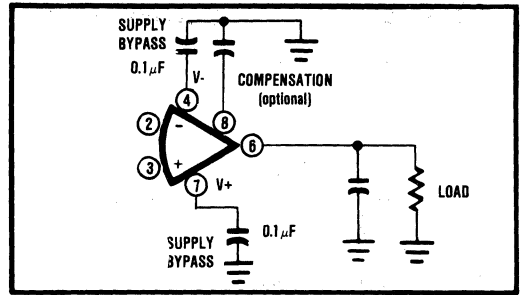 SUPPLY
BYPASS
0.1µF
V-
COMPENSATION
(optional)
4
2
-
8
6
3
+
7
V+
LOAD
0.1µF
SUPPLY
BYPASS